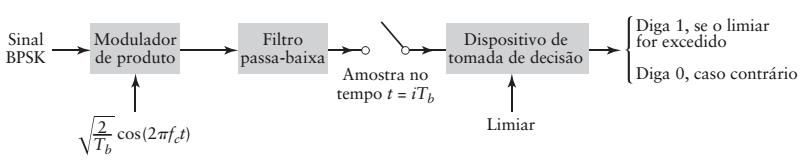 Sinal
BPSK
Modulador
de produto
Filtro
passa-baixa
Amostra no
tempo t = iT_b
Dispositivo de
tomada de decisão
Diga 1, se o limiar
for excedido
Diga 0, caso contrário
√(2/T_b) cos(2πf_ct)
Limiar